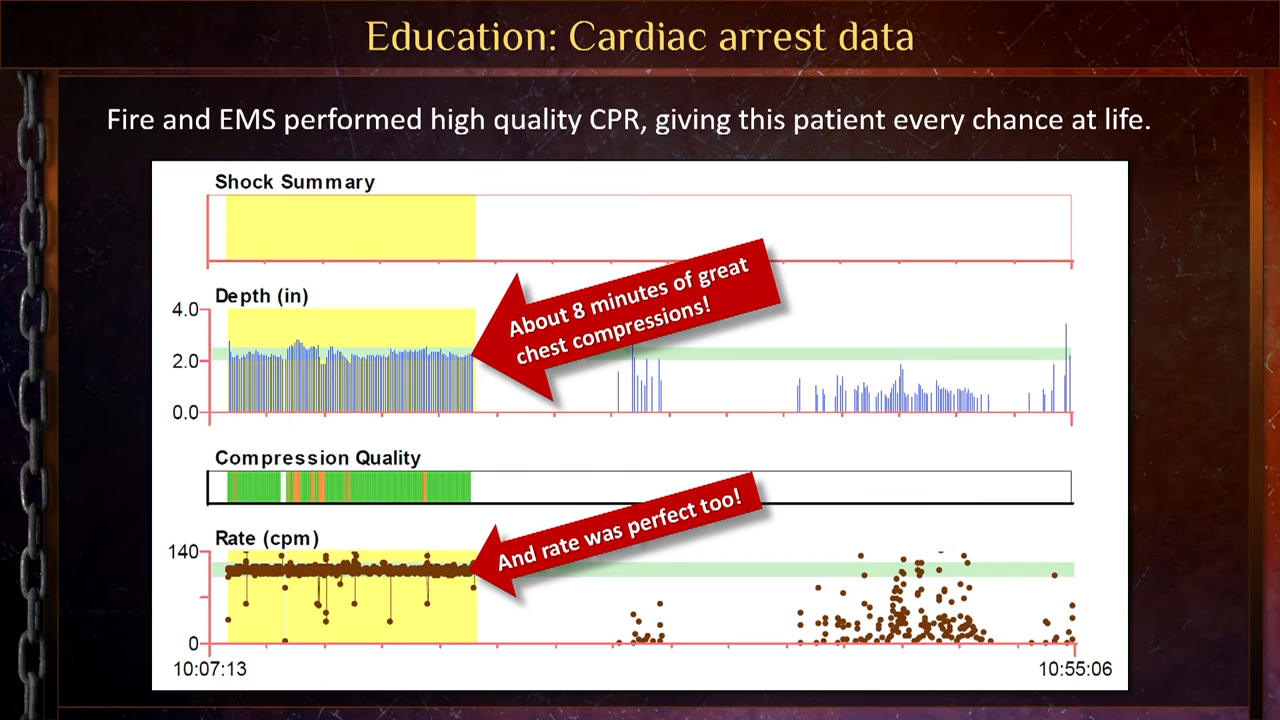 Education: Cardiac arrest data
Fire and EMS performed high quality CPR, giving this patient every chance at life.
Shock Summary
Depth (in)
4.0
2.0
0.0
About 8 minutes of great
chest compressions!
Compression Quality
And rate was perfect too!
Rate (cpm)
140
0
10:07:13
10:55:06